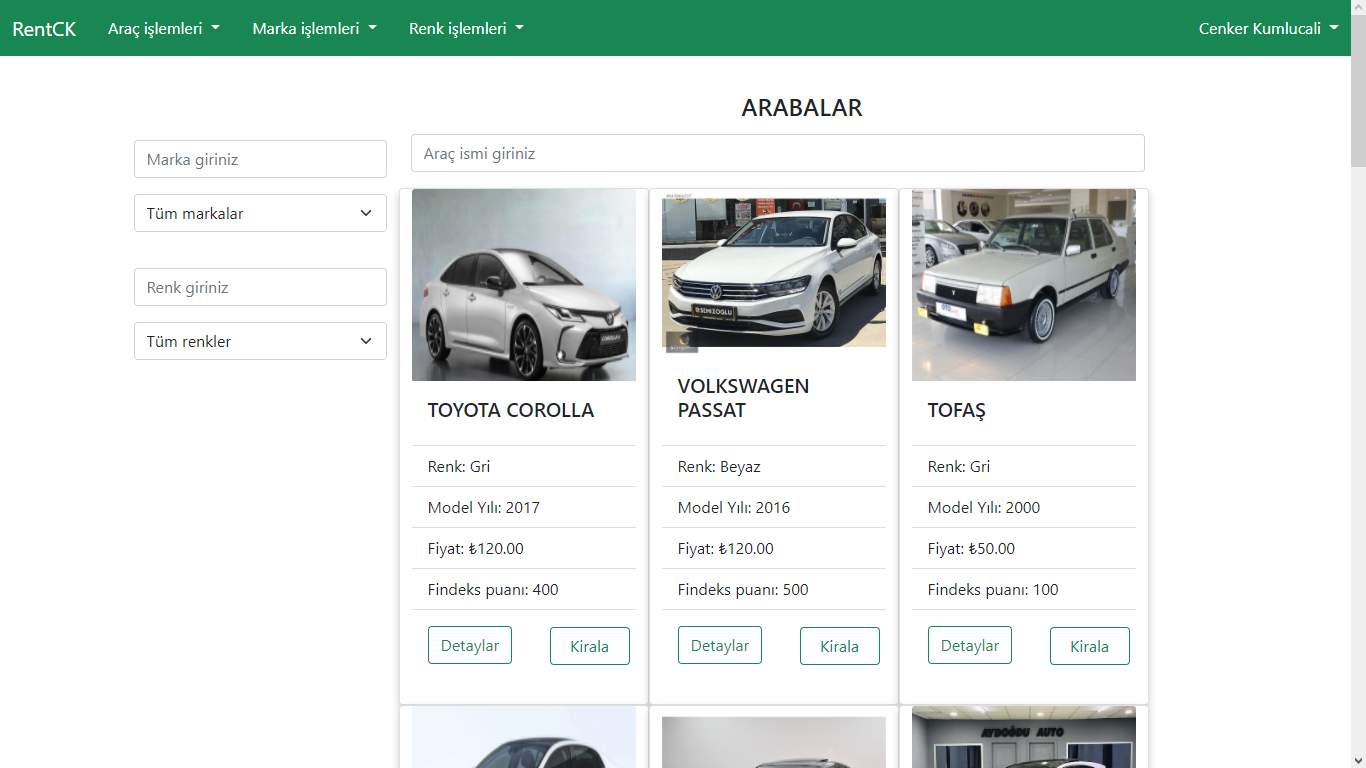 RentCK Araç işlemleri Marka işlemleri Renk işlemleri Cenker Kumlucali
ARABALAR
Marka giriniz
Tüm markalar
Renk giriniz
Tüm renkler
Araç ismi giriniz
COROLLA
TOYOTA COROLLA
Renk: Gri
Model Yılı: 2017
Fiyat: ₺120.00
Findeks puanı: 400
Detaylar Kirala
SEMİZOĞLU
VOLKSWAGEN
PASSAT
Renk: Beyaz
Model Yılı: 2016
Fiyat: ₺120.00
Findeks puanı: 500
Detaylar Kirala
TOFAŞ
Renk: Gri
Model Yılı: 2000
Fiyat: ₺50.00
Findeks puanı: 100
Detaylar Kirala
AYDOĞDU AUTO